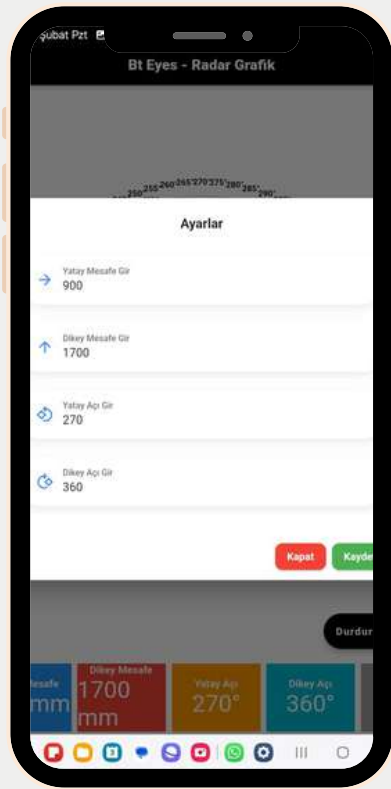 Şubat Pzt
Bt Eyes - Radar Grafik
250° 255° 260° 265° 270° 275° 280° 285° 290°
Ayarlar
Yatay Mesafe Gir
900
Dikey Mesafe Gir
1700
Yatay Açı Gir
270
Dikey Açı Gir
360
Kapat
Kayde
Durdur
Mesafe
mm
Dikey Mesafe
1700
mm
Yatay Açı
270°
Dikey Açı
360°